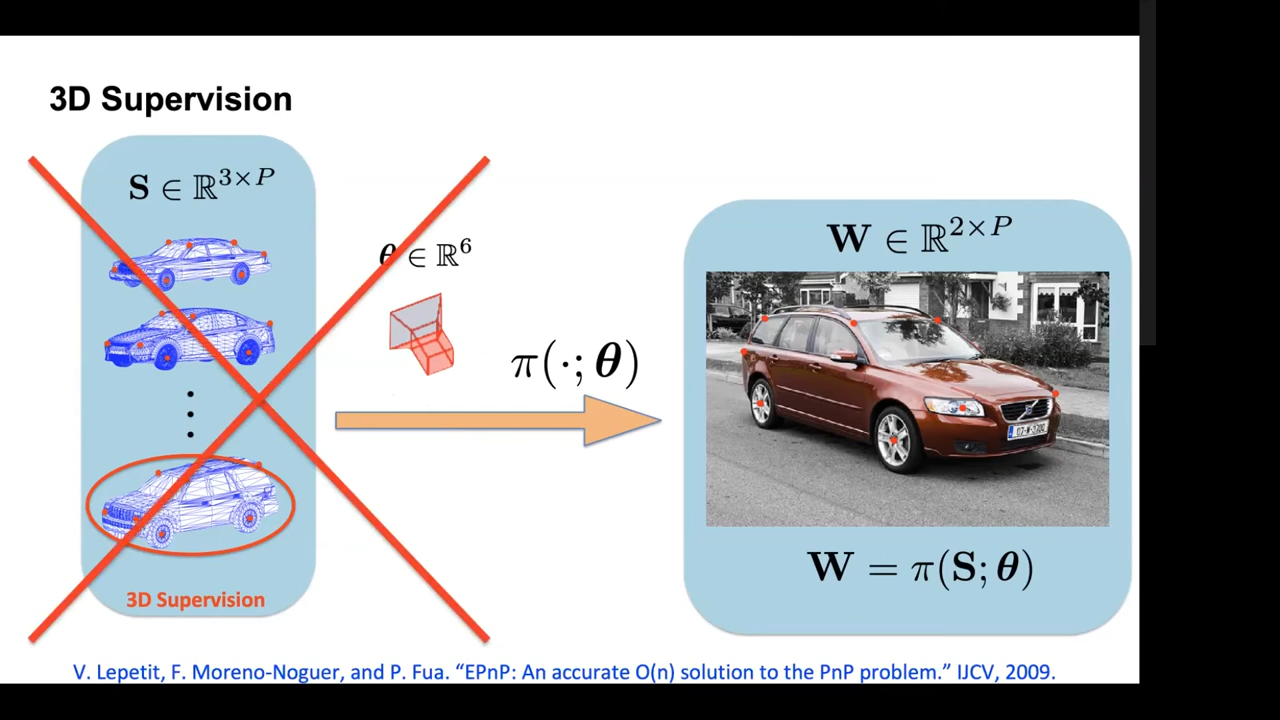 3D Supervision
S ∈ ℝ^{3×P}
θ ∈ ℝ^6
π(·; θ)
3D Supervision
W ∈ ℝ^{2×P}
W = π(S; θ)
V. Lepetit, F. Moreno-Noguer, and P. Fua. “EPnP: An accurate O(n) solution to the PnP problem.” IJCV, 2009.